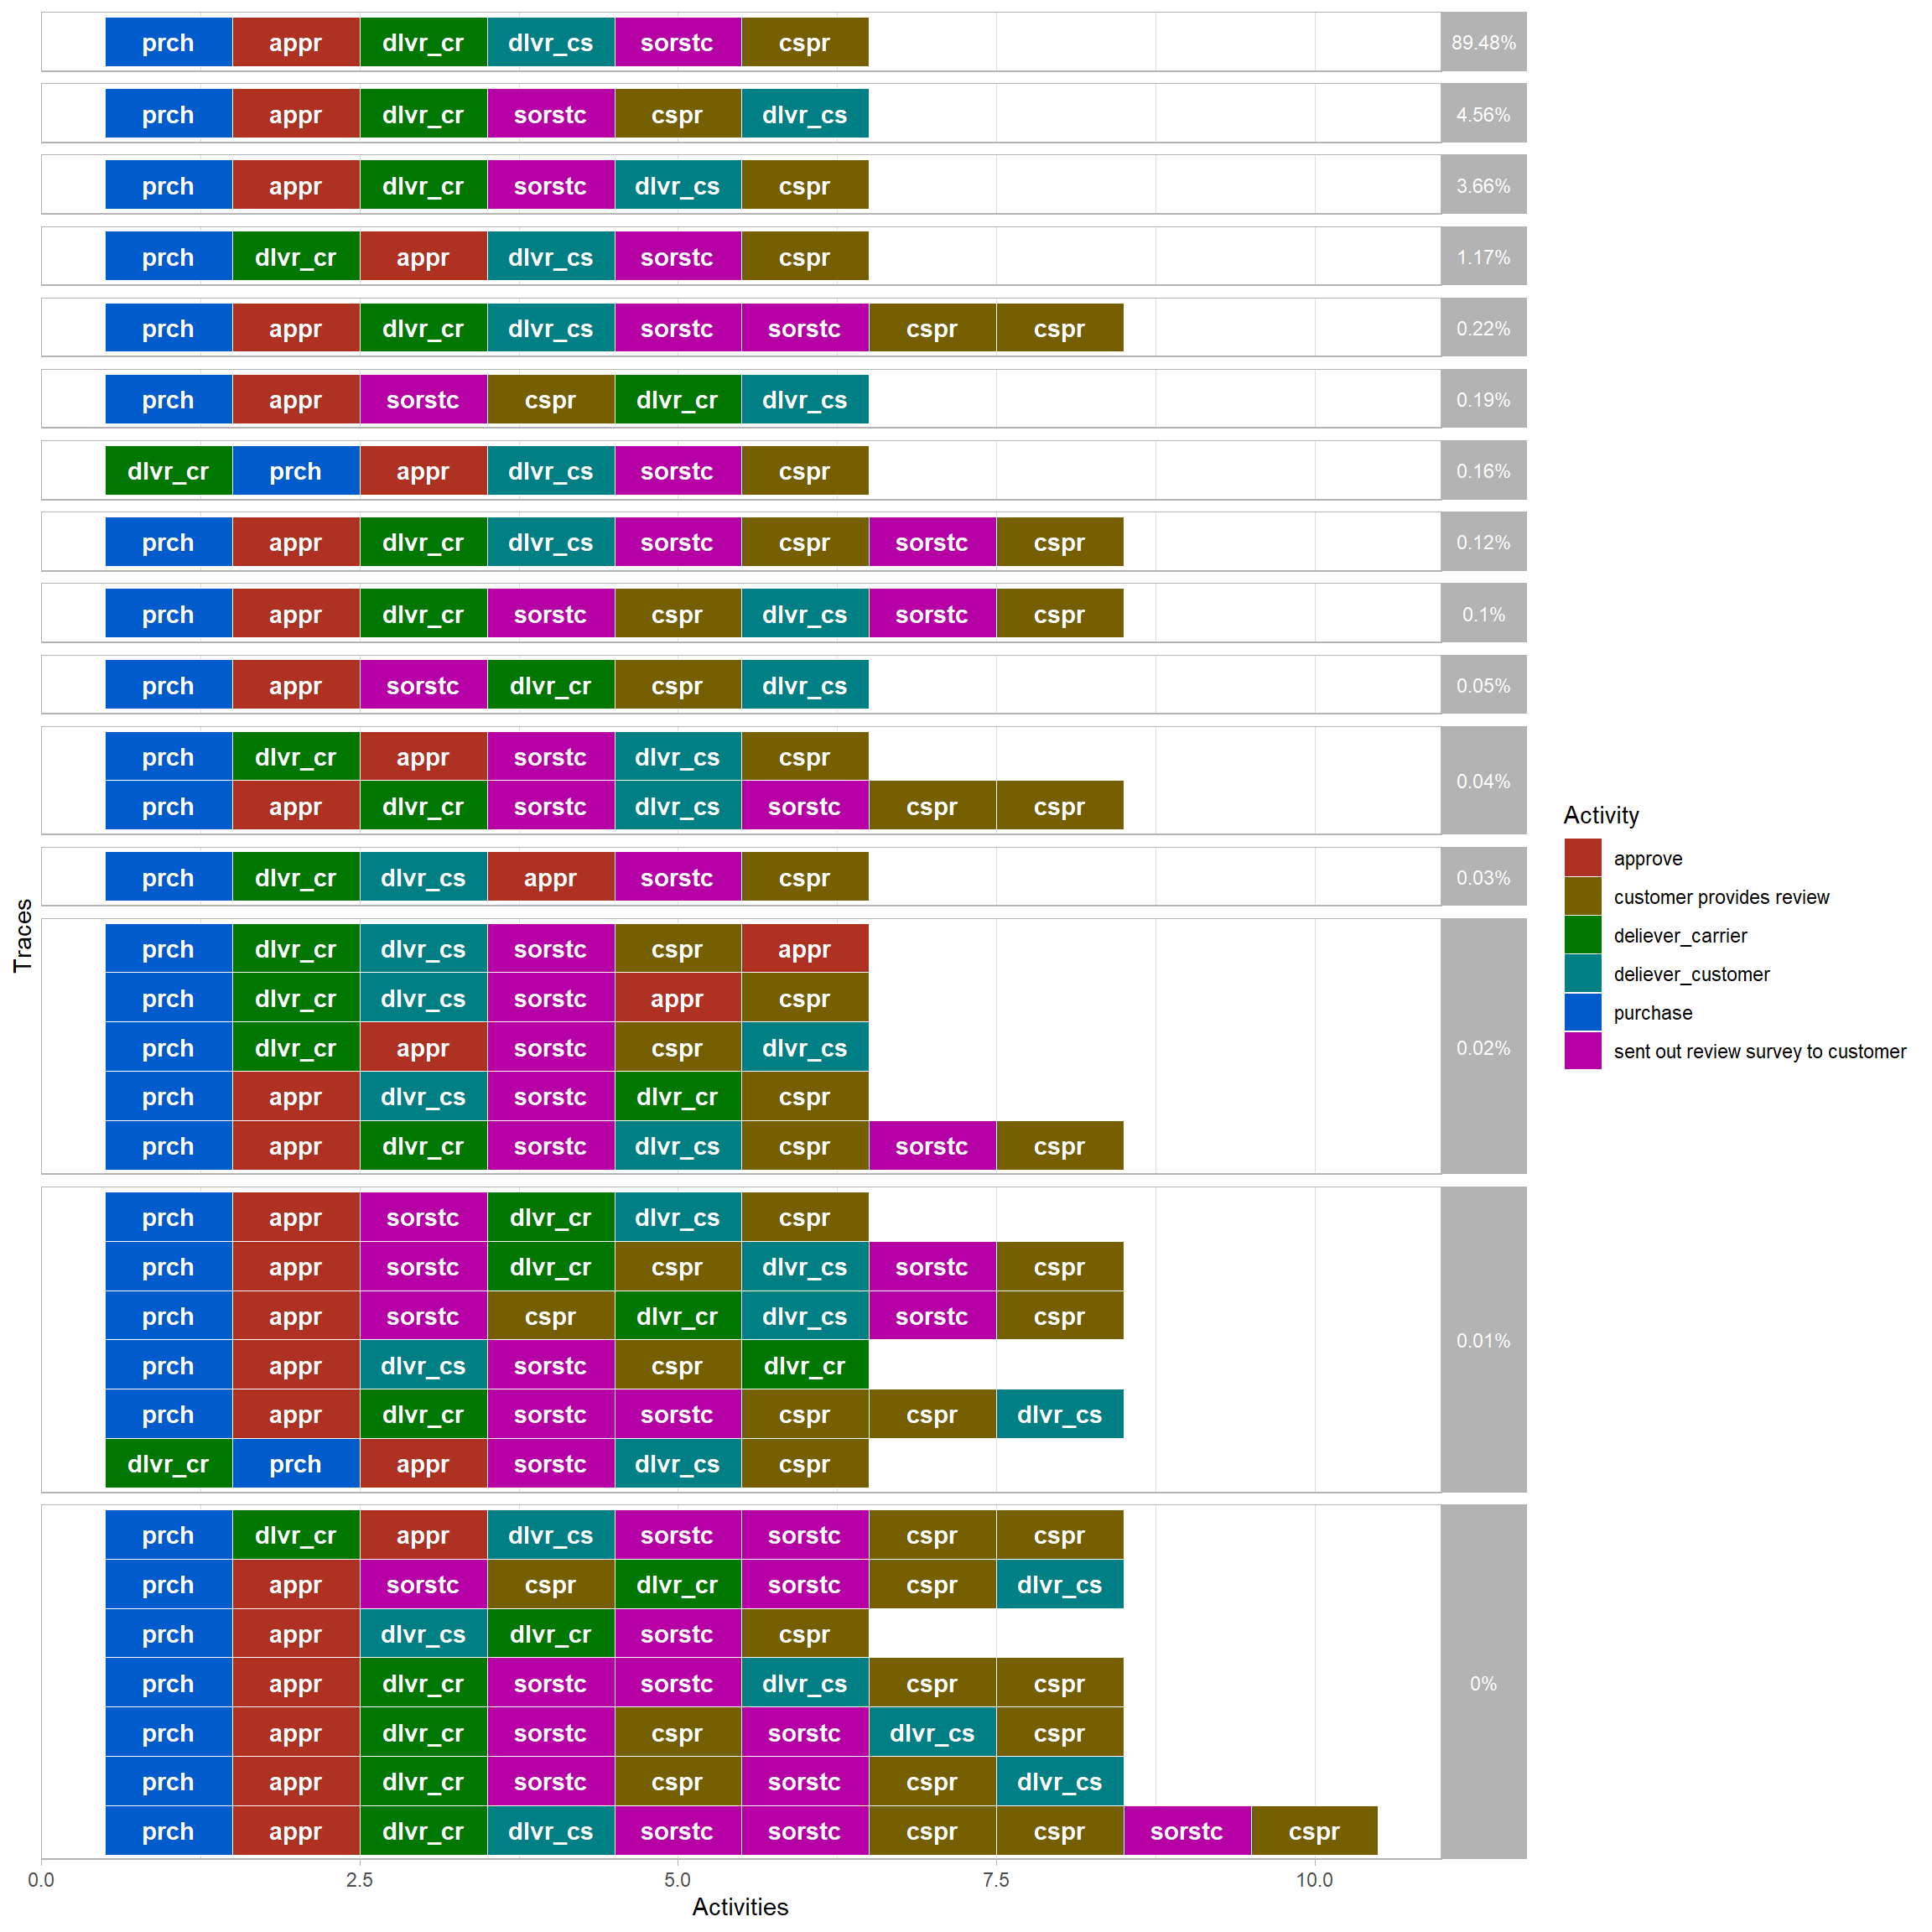 prch appr dlvr_cr dlvr_cs sorstc cspr 89.48%
prch appr dlvr_cr sorstc cspr dlvr_cs 4.56%
prch appr dlvr_cr sorstc dlvr_cs cspr 3.66%
prch dlvr_cr appr dlvr_cs sorstc cspr 1.17%
prch appr dlvr_cr dlvr_cs sorstc sorstc cspr cspr 0.22%
prch appr sorstc cspr dlvr_cr dlvr_cs 0.19%
dlvr_cr prch appr dlvr_cs sorstc cspr 0.16%
prch appr dlvr_cr dlvr_cs sorstc cspr sorstc cspr 0.12%
prch appr dlvr_cr sorstc cspr dlvr_cs sorstc cspr 0.1%
prch appr sorstc dlvr_cr cspr dlvr_cs 0.05%
prch dlvr_cr appr sorstc dlvr_cs cspr
prch appr dlvr_cr sorstc dlvr_cs sorstc cspr cspr
0.04%
prch dlvr_cr dlvr_cs appr sorstc cspr 0.03%
prch dlvr_cr dlvr_cs sorstc cspr appr
prch dlvr_cr dlvr_cs sorstc appr cspr
prch dlvr_cr appr sorstc cspr dlvr_cs 0.02%
prch appr dlvr_cs sorstc dlvr_cr cspr
prch appr dlvr_cr sorstc dlvr_cs cspr sorstc cspr
prch appr sorstc dlvr_cr dlvr_cs cspr
prch appr sorstc dlvr_cr cspr dlvr_cs sorstc cspr
prch appr sorstc cspr dlvr_cr dlvr_cs sorstc cspr
0.01%
prch appr dlvr_cs sorstc cspr dlvr_cr
prch appr dlvr_cr sorstc sorstc cspr cspr dlvr_cs
dlvr_cr prch appr sorstc dlvr_cs cspr
prch dlvr_cr appr dlvr_cs sorstc sorstc cspr cspr
prch appr sorstc cspr dlvr_cr sorstc cspr dlvr_cs
prch appr dlvr_cs dlvr_cr sorstc cspr
prch appr dlvr_cr sorstc sorstc dlvr_cs cspr cspr 0%
prch appr dlvr_cr sorstc cspr sorstc dlvr_cs cspr
prch appr dlvr_cr sorstc cspr sorstc cspr dlvr_cs
prch appr dlvr_cr dlvr_cs sorstc sorstc cspr cspr sorstc cspr
0.0 2.5 5.0 7.5 10.0
Activities
Traces
Activity
approve
customer provides review
deliever_carrier
deliever_customer
purchase
sent out review survey to customer